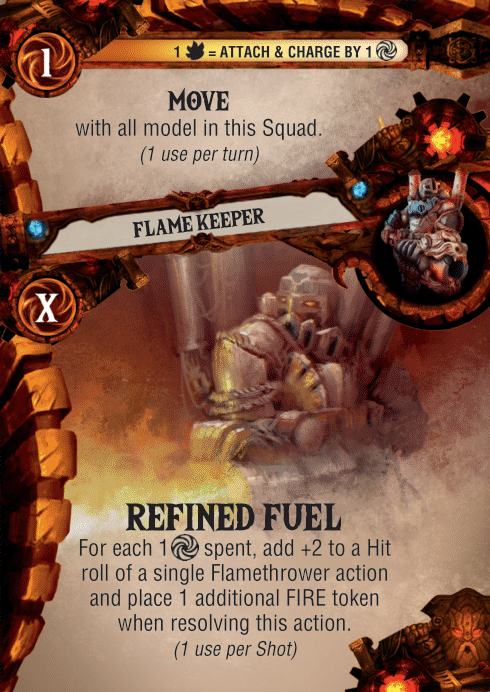 1
1 = ATTACH & CHARGE BY 1
MOVE
with all model in this Squad.
(1 use per turn)
FLAME KEEPER
X
REFINED FUEL
For each 1 spent, add +2 to a Hit
roll of a single Flamethrower action
and place 1 additional FIRE token
when resolving this action.
(1 use per Shot)